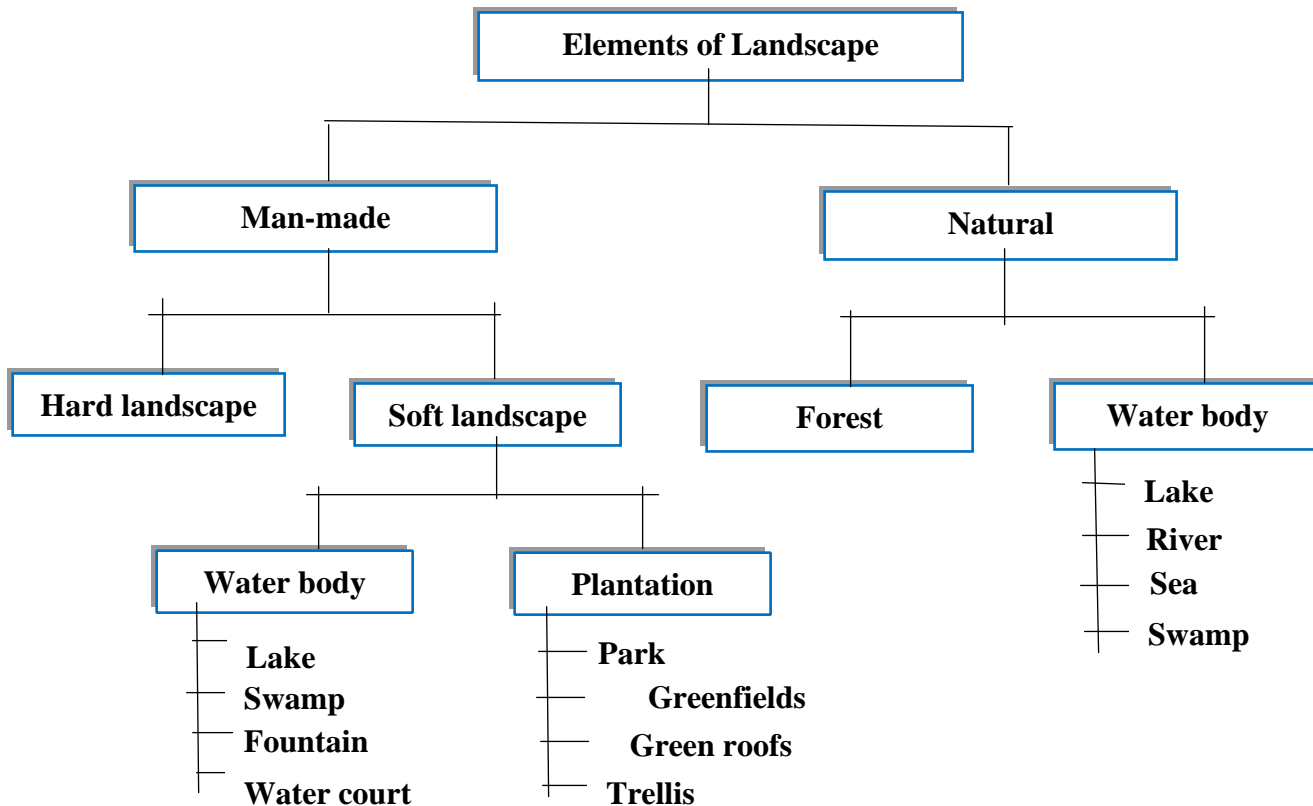 Elements of Landscape
Man-made
Natural
Hard landscape
Soft landscape
Forest
Water body
Lake
River
Sea
Swamp
Water body
Plantation
Lake
Swamp
Fountain
Water court
Park
Greenfields
Green roofs
Trellis